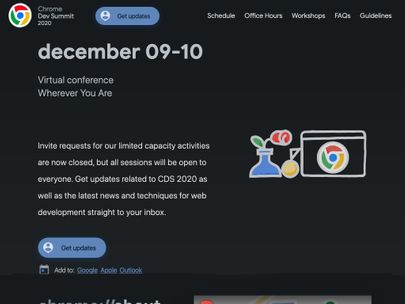 Chrome
Dev Summit
2020
Get updates
Schedule Office Hours Workshops FAQs Guidelines
december 09-10
Virtual conference
Wherever You Are
Invite requests for our limited capacity activities
are now closed, but all sessions will be open to
everyone. Get updates related to CDS 2020 as
well as the latest news and techniques for web
development straight to your inbox.
Get updates
Add to: Google Apple Outlook
chrome://about